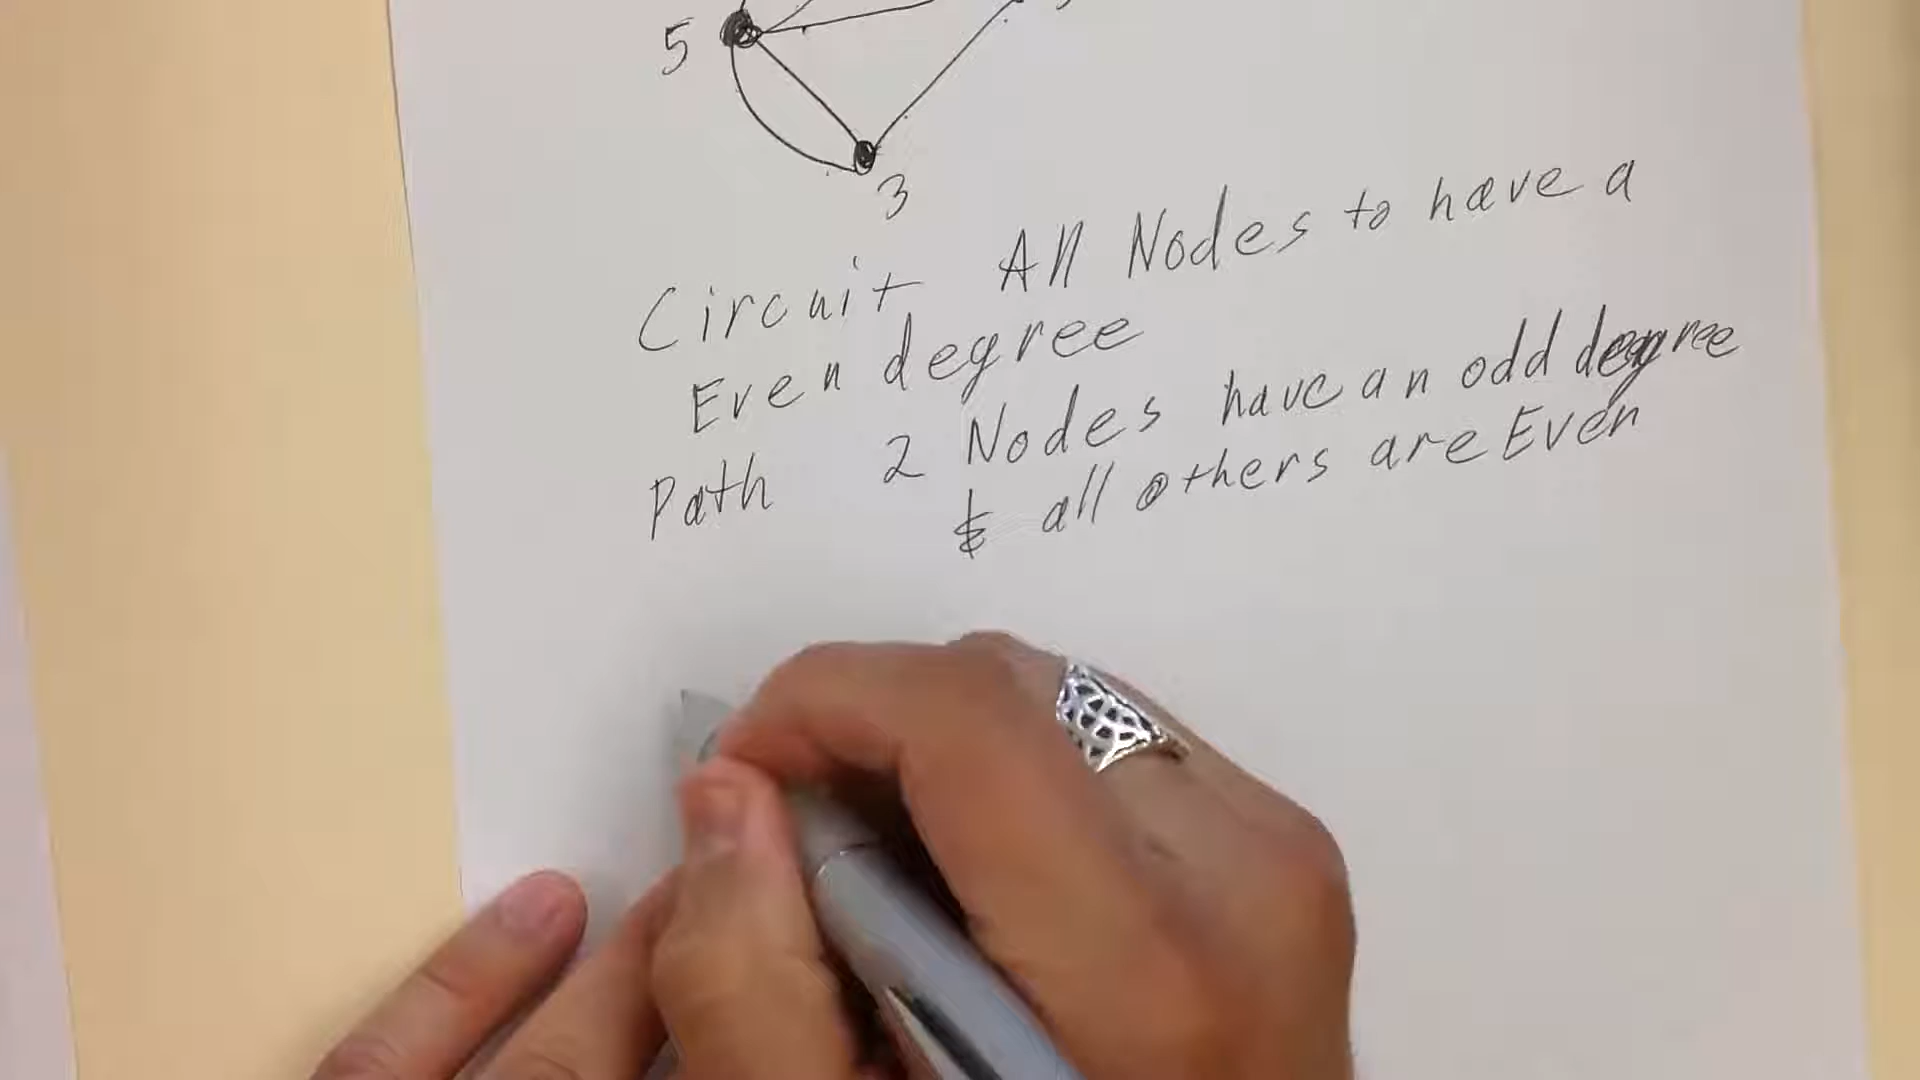 5
3
Circuit All Nodes to have a
Even degree
Path 2 Nodes have an odd degree
& all others are Even